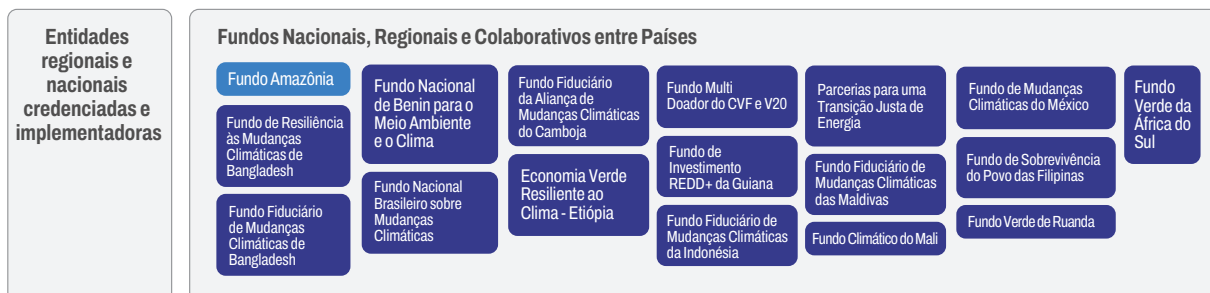 Entidades
regionais e
nacionais
credenciadas e
implementadoras
Fundos Nacionais, Regionais e Colaborativos entre Países
Fundo Amazônia
Fundo de Resiliência
às Mudanças
Climáticas de
Bangladesh
Fundo Fiduciário
de Mudanças
Climáticas de
Bangladesh
Fundo Nacional
de Benin para o
Meio Ambiente
e o Clima
Fundo Nacional
Brasileiro sobre
Mudanças
Climáticas
Fundo Fiduciário
da Aliança de
Mudanças Climáticas
do Camboja
Economia Verde
Resiliente ao
Clima - Etiópia
Fundo Multi
Doador do CVF e V20
Fundo de
Investimento
REDD+ da Guiana
Fundo Fiduciário de
Mudanças Climáticas
da Indonésia
Parcerias para uma
Transição Justa de
Energia
Fundo Fiduciário de
Mudanças Climáticas
das Maldivas
Fundo Climático do Mali
Fundo de Mudanças
Climáticas do México
Fundo de Sobrevivência
do Povo das Filipinas
Fundo Verde de Ruanda
Fundo
Verde da
África do
Sul